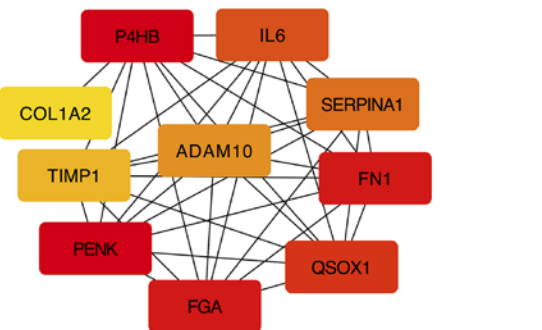 P4HB
IL6
COL1A2
SERPINA1
ADAM10
TIMP1
FN1
PENK
QSOX1
FGA